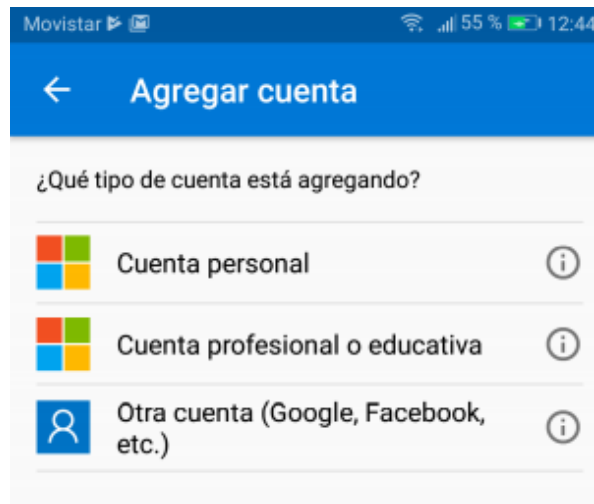 Movistar 55 % 12:44
Agregar cuenta
¿Qué tipo de cuenta está agregando?
Cuenta personal
Cuenta profesional o educativa
Otra cuenta (Google, Facebook,
etc.)